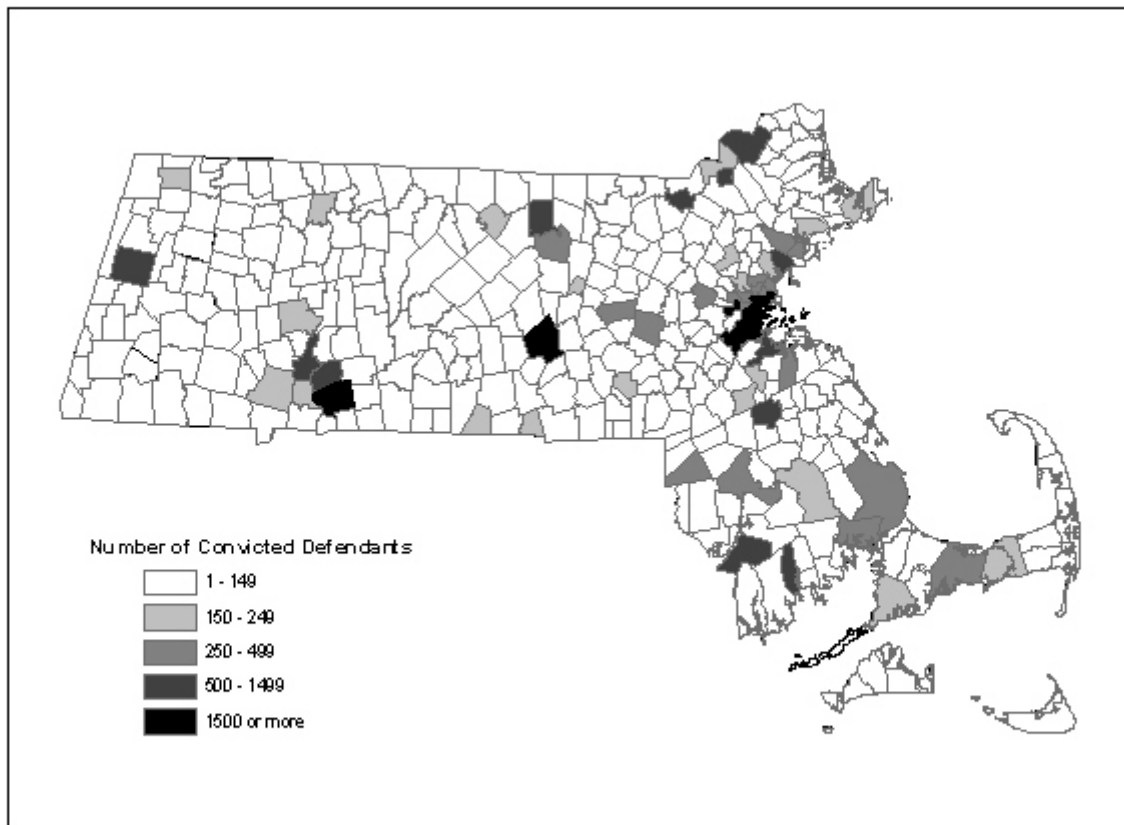 Number of Convicted Defendants
1 - 149
150 - 249
250 - 499
500 - 1499
1500 or more